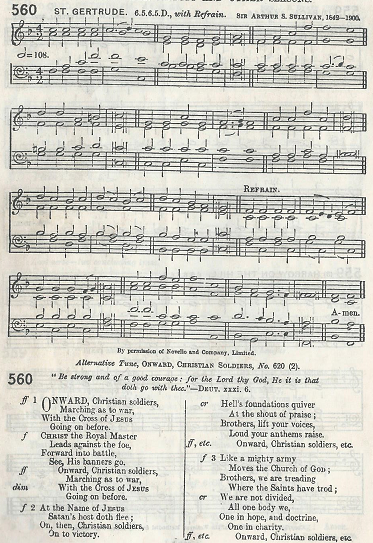 560 ST. GERTRUDE. 6.5.6.5.D., with Refrain. SIR ARTHUR S. SULLIVAN, 1842–1900.
=108.
REFRAIN.
A-men.
By permission of Novello and Company, Limited.
Alternative Tune, ONWARD, CHRISTIAN SOLDIERS, No. 620 (2).
560 "Be strong and of a good courage: for the Lord thy God, He it is that
doth go with thee."—DEUT. xxxi. 6.
ff 1 ONWARD, Christian soldiers,
Marching as to war,
With the Cross of JESUS
Going on before.
f CHRIST the Royal Master
Leads against the foe,
Forward into battle,
See, His banners go.
ff Onward, Christian soldiers,
Marching as to war,
dim With the Cross of JESUS
Going on before.
f 2 At the Name of JESUS
Satan's host doth flee;
On, then, Christian soldiers,
On to victory.
cr Hell's foundations quiver
At the shout of praise;
Brothers, lift your voices,
Loud your anthems raise.
ff, etc. Onward, Christian soldiers, etc.
f 3 Like a mighty army
Moves the Church of GOD;
Brothers, we are treading
Where the Saints have trod;
cr We are not divided,
All one body we,
One in hope, and doctrine,
One in charity.
ff, etc. Onward, Christian soldiers, etc.